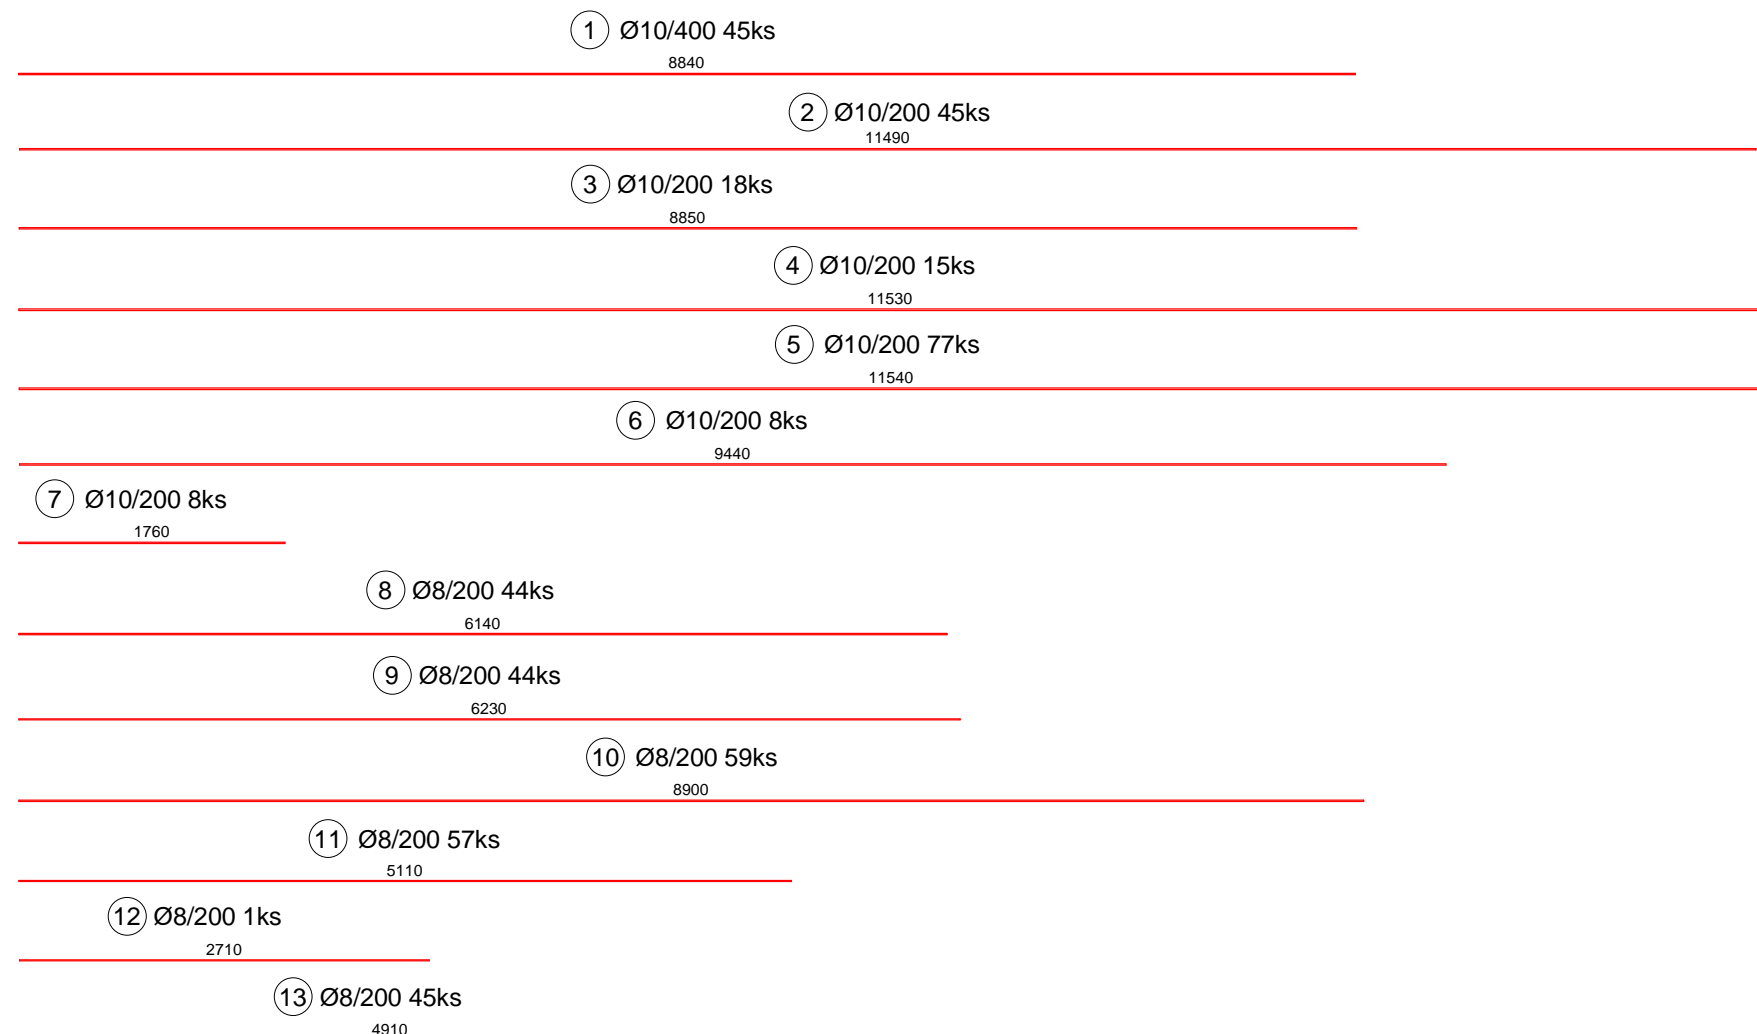 1 Ø10/400 45ks
8840
2 Ø10/200 45ks
11490
3 Ø10/200 18ks
8850
4 Ø10/200 15ks
11530
5 Ø10/200 77ks
11540
6 Ø10/200 8ks
9440
7 Ø10/200 8ks
1760
8 Ø8/200 44ks
6140
9 Ø8/200 44ks
6230
10 Ø8/200 59ks
8900
11 Ø8/200 57ks
5110
12 Ø8/200 1ks
2710
13 Ø8/200 45ks
4910